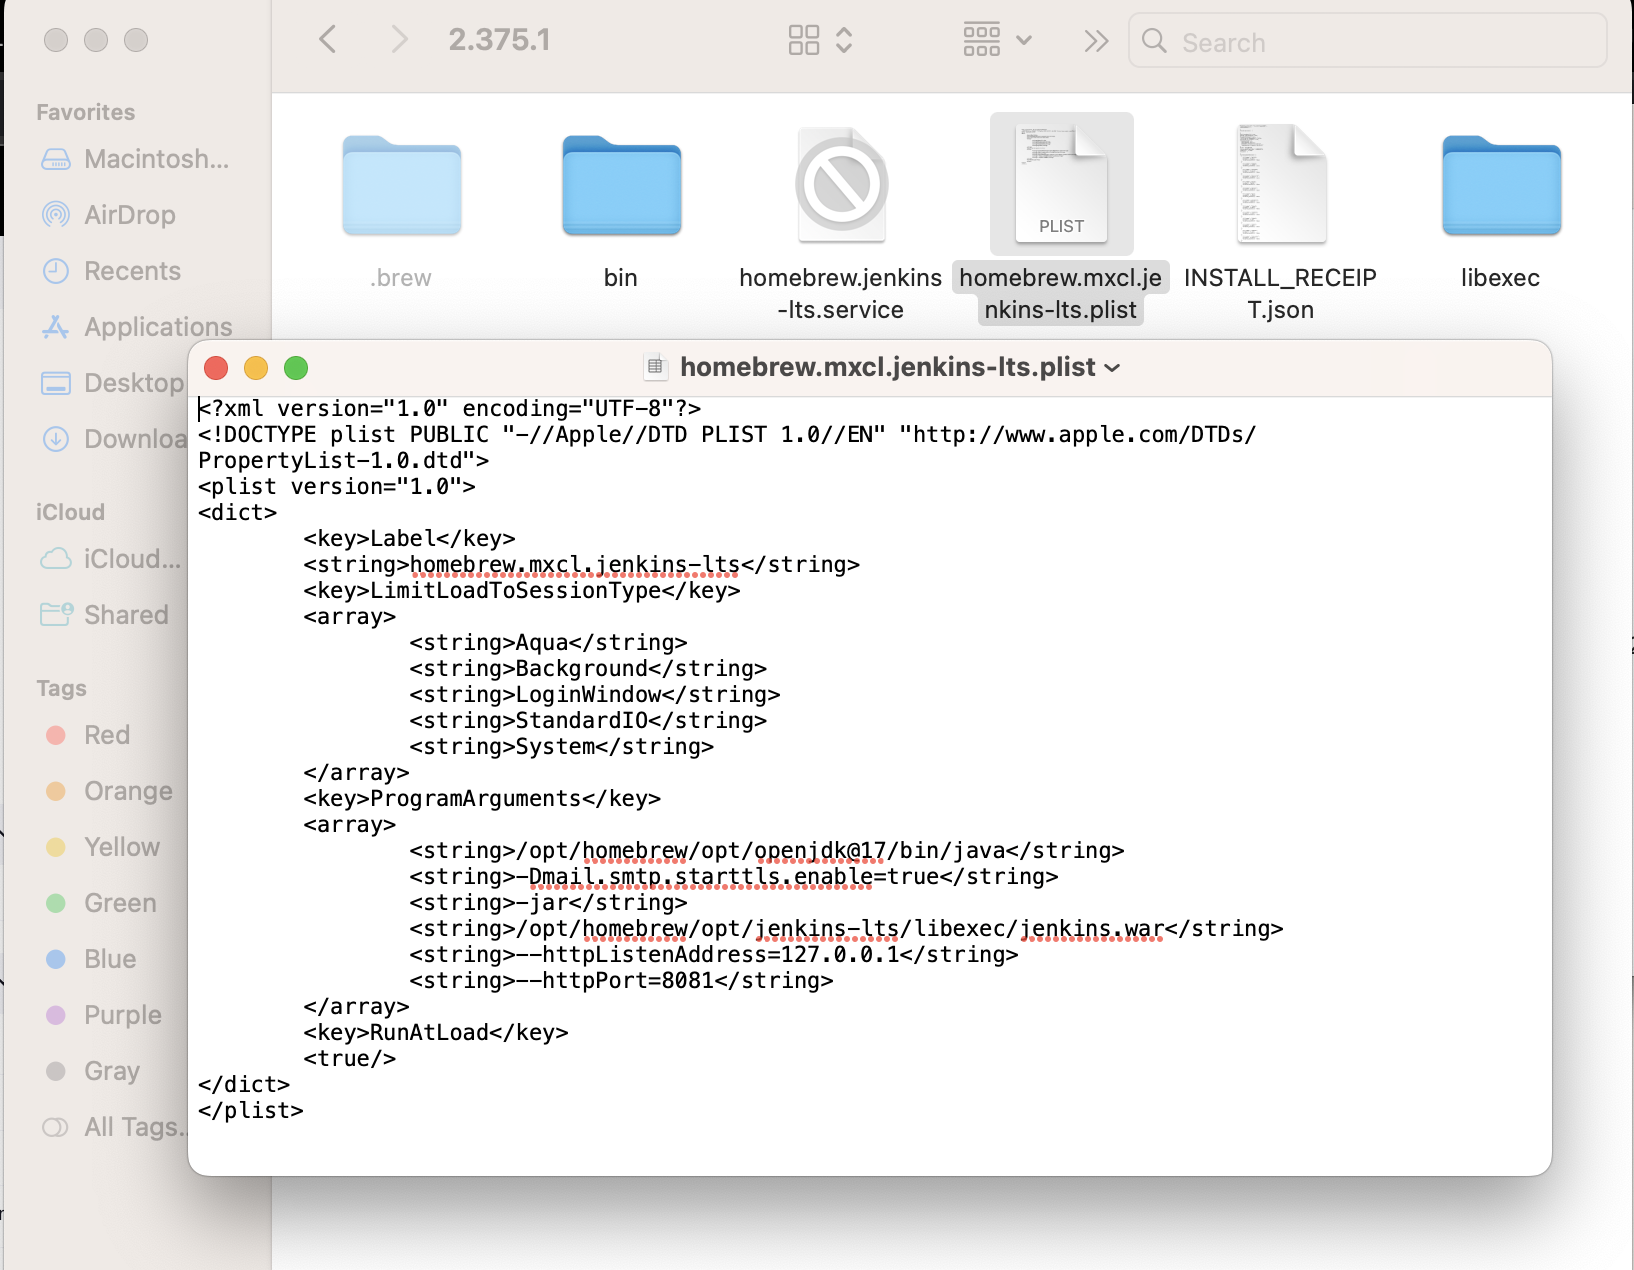 2.375.1
Search
Favorites
Macintosh...
AirDrop
Recents
Applications
Desktop
Downloa
iCloud
iCloud...
Shared
Tags
Red
Orange
Yellow
Green
Blue
Purple
Gray
All Tags..
.brew
bin
homebrew.jenkins
-lts.service
PLIST
homebrew.mxcl.je
nkins-lts.plist
INSTALL_RECEIP
T.json
libexec
homebrew.mxcl.jenkins-lts.plist
<?xml version="1.0" encoding="UTF-8"?>
<!DOCTYPE plist PUBLIC "-//Apple//DTD PLIST 1.0//EN" "http://www.apple.com/DTDs/
PropertyList-1.0.dtd">
<plist version="1.0">
<dict>
	<key>Label</key>
	<string>homebrew.mxcl.jenkins-lts</string>
	<key>LimitLoadToSessionType</key>
	<array>
		<string>Aqua</string>
		<string>Background</string>
		<string>LoginWindow</string>
		<string>StandardIO</string>
		<string>System</string>
	</array>
	<key>ProgramArguments</key>
	<array>
		<string>/opt/homebrew/opt/openjdk@17/bin/java</string>
		<string>-Dmail.smtp.starttls.enable=true</string>
		<string>-jar</string>
		<string>/opt/homebrew/opt/jenkins-lts/libexec/jenkins.war</string>
		<string>--httpListenAddress=127.0.0.1</string>
		<string>--httpPort=8081</string>
	</array>
	<key>RunAtLoad</key>
	<true/>
</dict>
</plist>